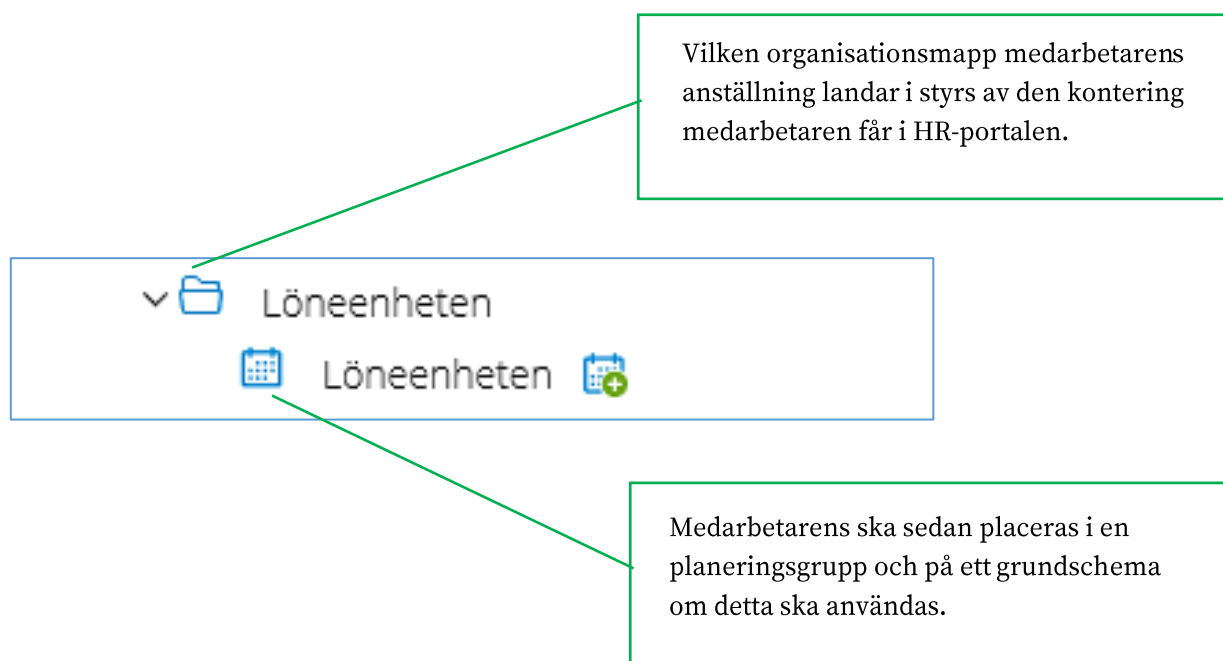 Vilken organisationsmapp medarbetarens
anställning landar i styrs av den kontering
medarbetaren får i HR-portalen.
Löneenheten
Löneenheten
Medarbetarens ska sedan placeras i en
planeringsgrupp och på ett grundschema
om detta ska användas.